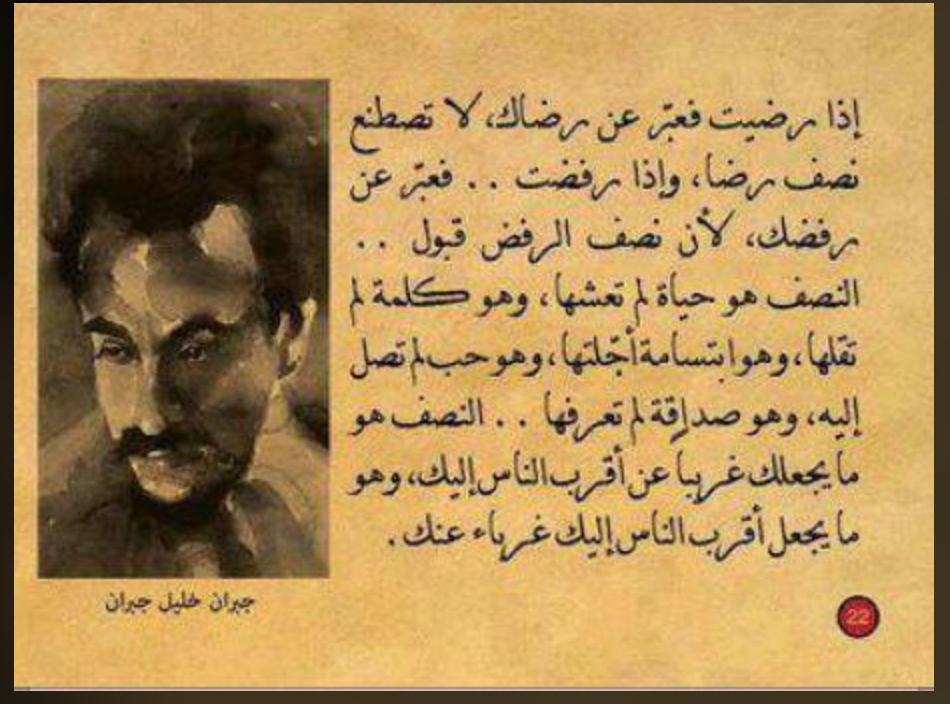 إذا رضيت فعبّر عن رضاك، لا تصطنع
نصف رضا، وإذا رفضت .. فعبّر عن
رفضك، لأن نصف الرفض قبول ..
النصف هو حياة لم تعشها، وهو كلمة لم
تقلها، وهو ابتسامة أجّلتها، وهو حب لم تصل
إليه، وهو صداقة لم تعرفها .. النصف هو
ما يجعلك غريباً عن أقرب الناس إليك، وهو
ما يجعل أقرب الناس إليك غرباء عنك.
جبران خليل جبران
22